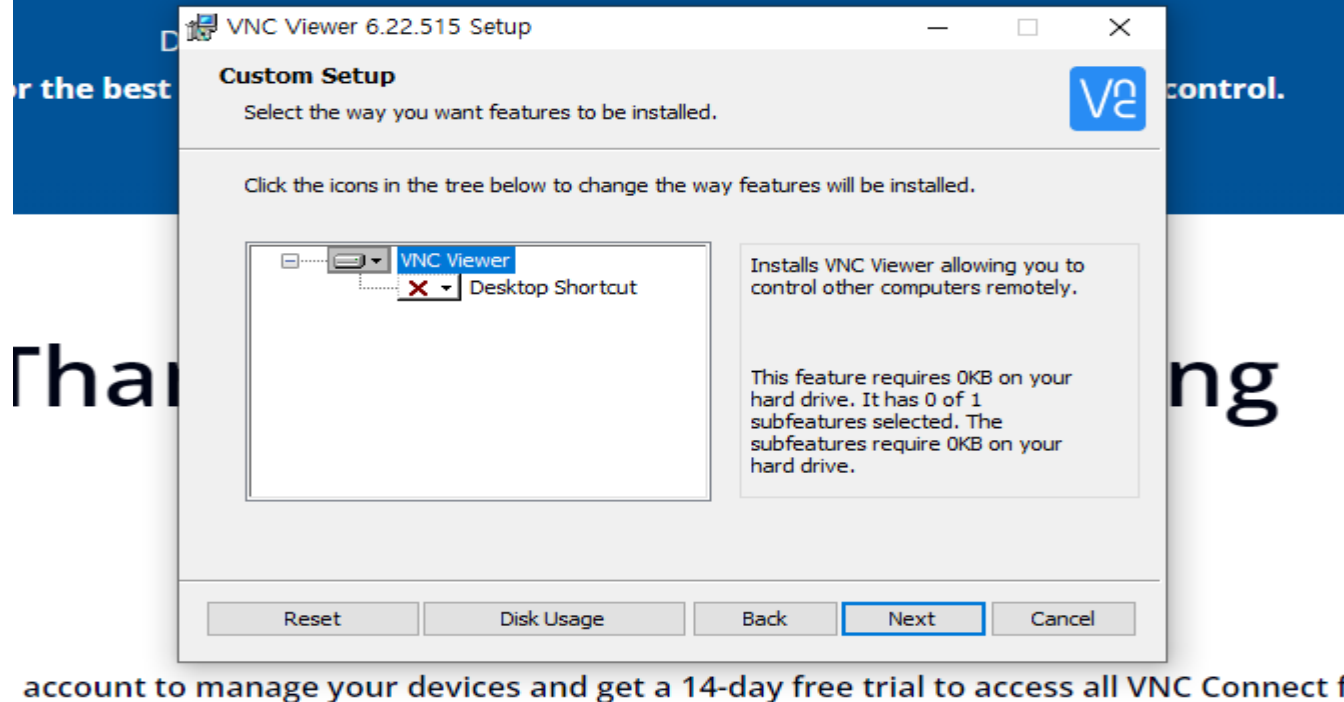 VNC Viewer 6.22.515 Setup
D
or the best
control.
Custom Setup
Select the way you want features to be installed.
VNC
Click the icons in the tree below to change the way features will be installed.
VNC Viewer
Desktop Shortcut
Installs VNC Viewer allowing you to
control other computers remotely.
This feature requires 0KB on your
hard drive. It has 0 of 1
subfeatures selected. The
subfeatures require 0KB on your
hard drive.
Than
ng
Reset
Disk Usage
Back
Next
Cancel
account to manage your devices and get a 14-day free trial to access all VNC Connect f